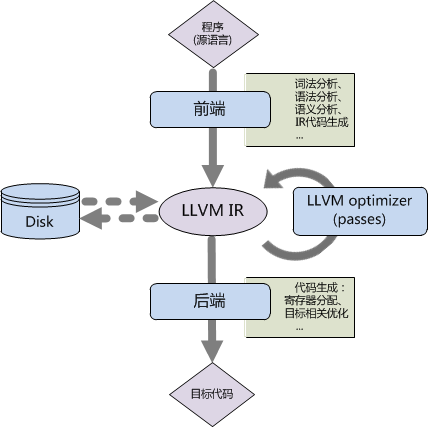 程序
(源语言)
词法分析、
语法分析、
语义分析、
IR代码生成
...
前端
LLVM IR
LLVM optimizer
(passes)
Disk
后端
代码生成：
寄存器分配、
目标相关优化
...
目标代码